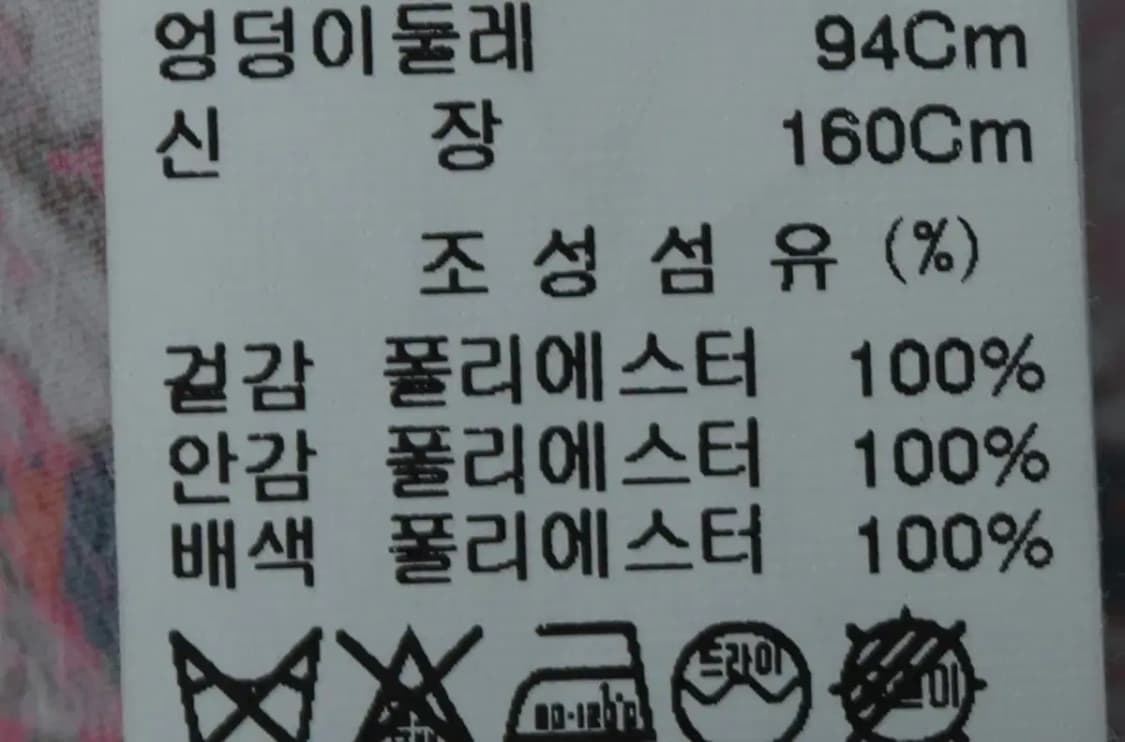 엉덩이둘레 94Cm
신 장 160Cm
조 성 섬 유 (%)
겉감 폴리에스터 100%
안감 폴리에스터 100%
배색 폴리에스터 100%
드라이